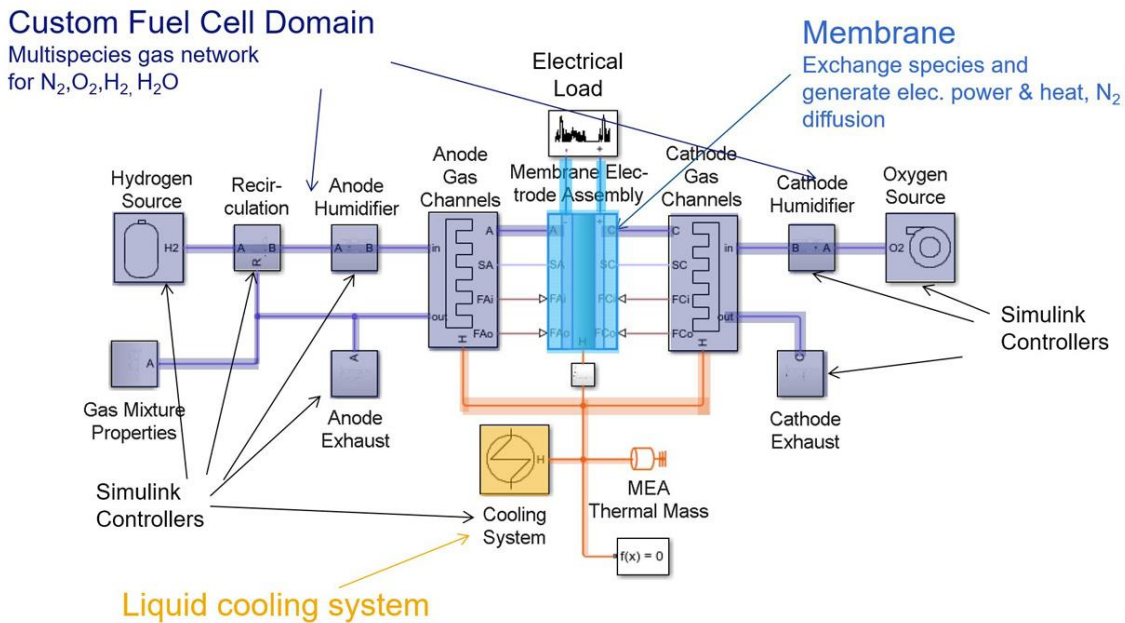 Custom Fuel Cell Domain
Multispecies gas network
for N₂,O₂,H₂, H₂O
Membrane
Exchange species and
generate elec. power & heat, N₂
diffusion
Electrical
Load
- +
Hydrogen
Source
Recir-
culation
Anode
Humidifier
Anode
Gas
Channels
Membrane Elec-
trode Assembly
Cathode
Gas
Channels
Cathode
Humidifier
Oxygen
Source
H2
A B
R
A B
in
out
A
SA
FAi
FAo
H
- +
A
SA
FAi
FAo
C
SC
FCi
FCo
H
C
SC
FCi
FCo
H
in
out
B A
O2
Simulink
Controllers
A
Gas Mixture
Properties
A
Anode
Exhaust
C
Cathode
Exhaust
Simulink
Controllers
H
Cooling
System
MEA
Thermal Mass
f(x) = 0
Liquid cooling system